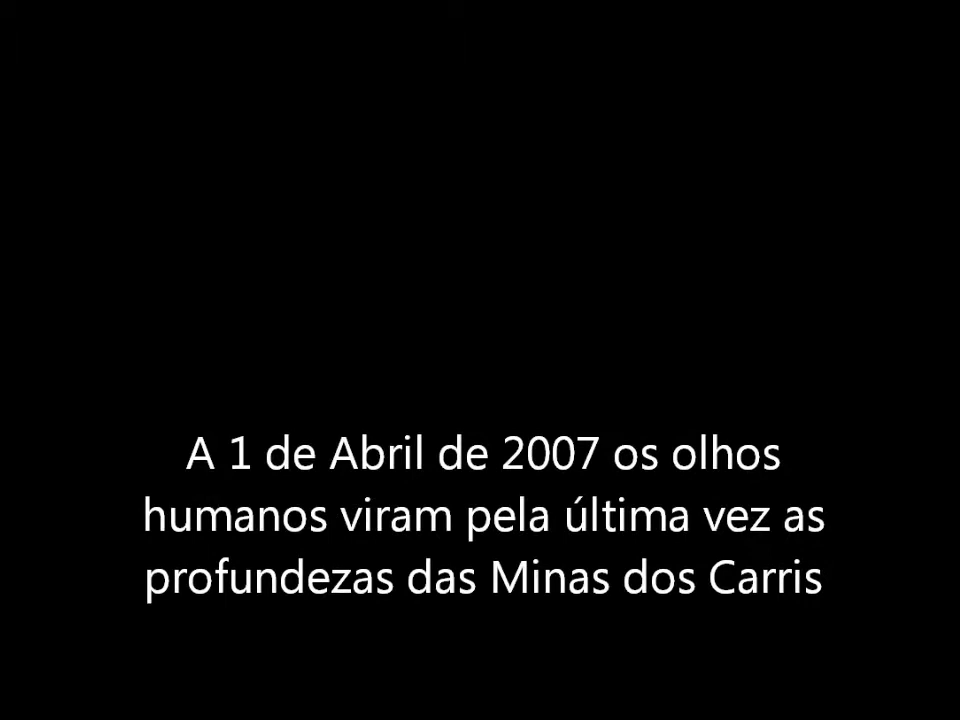 A 1 de Abril de 2007 os olhos
humanos viram pela última vez as
profundezas das Minas dos Carris